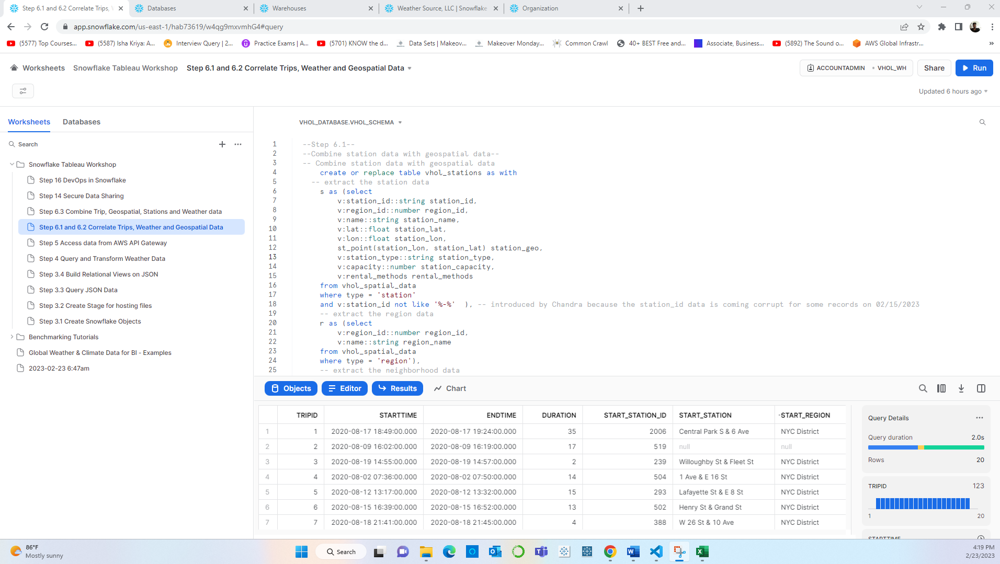 Step 6.1 and 6.2 Correlate Trips, W
Databases
Warehouses
Weather Source, LLC | Snowflake
Organization
app.snowflake.com/us-east-1/hab73619/w4qg9mxvmhG4#query
(5577) Top Courses...
(5587) Isha Kriya: A...
Interview Query | 2...
Practice Exams | A...
(5701) KNOW the d...
Data Sets | Makeov...
Makeover Monday...
Common Crawl
40+ BEST Free and...
Associate, Business...
(5892) The Sound o...
AWS Global Infrastr...
»
Worksheets
Snowflake Tableau Workshop
Step 6.1 and 6.2 Correlate Trips, Weather and Geospatial Data
ACCOUNTADMIN • VHOL_WH
Share
Run
Updated 6 hours ago
Worksheets
Databases
Search
Snowflake Tableau Workshop
Step 16 DevOps in Snowflake
Step 14 Secure Data Sharing
Step 6.3 Combine Trip, Geospatial, Stations and Weather data
Step 6.1 and 6.2 Correlate Trips, Weather and Geospatial Data
Step 5 Access data from AWS API Gateway
Step 4 Query and Transform Weather Data
Step 3.4 Build Relational Views on JSON
Step 3.3 Query JSON Data
Step 3.2 Create Stage for hosting files
Step 3.1 Create Snowflake Objects
Benchmarking Tutorials
Global Weather & Climate Data for BI - Examples
2023-02-23 6:47am
VHOL_DATABASE.VHOL_SCHEMA
1 --Step 6.1--
2 --Combine station data with geospatial data--
3 -- Combine station data with geospatial data
4 create or replace table vhol_stations as with
5 -- extract the station data
6 s as (select
7 v:station_id::string station_id,
8 v:region_id::number region_id,
9 v:name::string station_name,
10 v:lat::float station_lat,
11 v:lon::float station_lon,
12 st_point(station_lon, station_lat) station_geo,
13 v:station_type::string station_type,
14 v:capacity::number station_capacity,
15 v:rental_methods rental_methods
16 from vhol_spatial_data
17 where type = 'station'
18 and v:station_id not like '%-%' ), -- introduced by Chandra because the station_id data is coming corrupt for some records on 02/15/2023
19 -- extract the region data
20 r as (select
21 v:region_id::number region_id,
22 v:name::string region_name
23 from vhol_spatial_data
24 where type = 'region'),
25 -- extract the neighborhood data
Objects
Editor
Results
Chart
TRIPID STARTTIME ENDTIME DURATION START_STATION_ID START_STATION START_REGION
1 1 2020-08-17 18:49:00.000 2020-08-17 19:24:00.000 35 2006 Central Park S & 6 Ave NYC District
2 2 2020-08-09 16:02:00.000 2020-08-09 16:19:00.000 17 519 null null
3 3 2020-08-19 14:55:00.000 2020-08-19 14:57:00.000 2 239 Willoughby St & Fleet St NYC District
4 4 2020-08-02 07:36:00.000 2020-08-02 07:50:00.000 14 504 1 Ave & E 16 St NYC District
5 5 2020-08-12 13:17:00.000 2020-08-12 13:32:00.000 15 293 Lafayette St & E 8 St NYC District
6 6 2020-08-15 16:39:00.000 2020-08-15 16:52:00.000 13 502 Henry St & Grand St NYC District
7 7 2020-08-18 21:41:00.000 2020-08-18 21:45:00.000 4 388 W 26 St & 10 Ave NYC District
Query Details
Query duration 2.0s
Rows 20
TRIPID 123
1 20
STARTTIME
86°F
Mostly sunny
Search
4:19 PM
2/23/2023